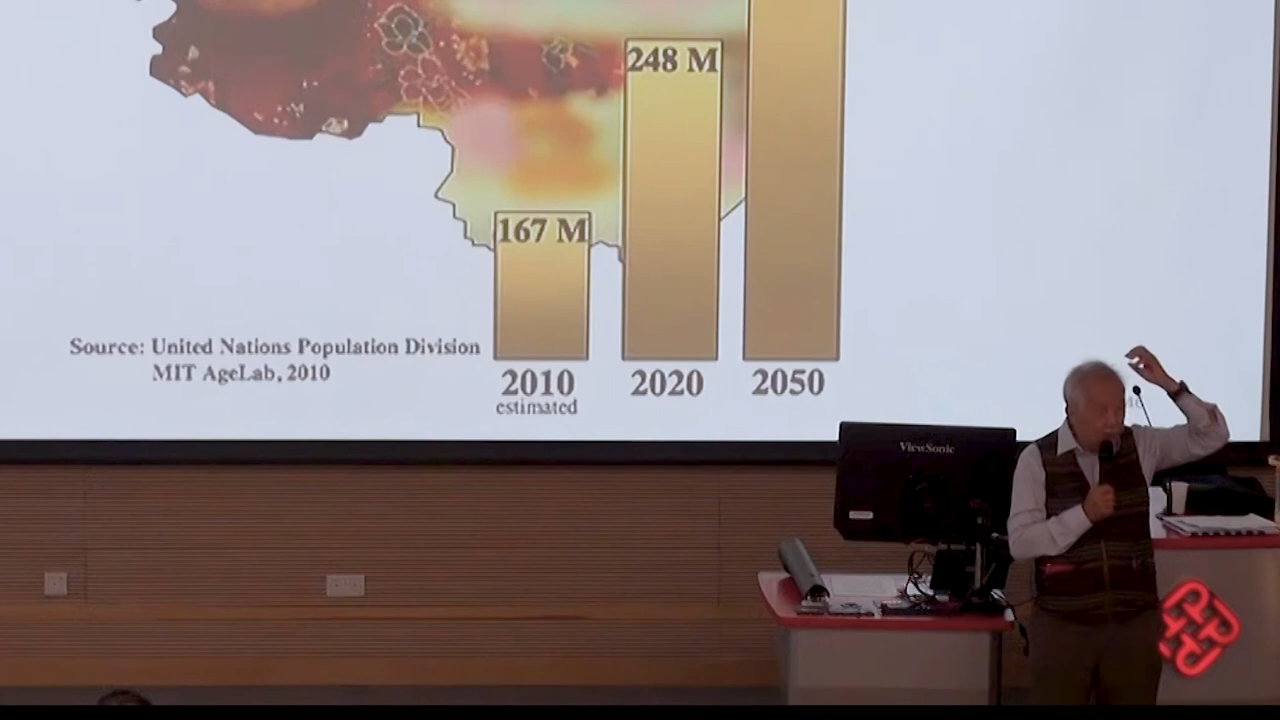 248 M
167 M
Source: United Nations Population Division
MIT AgeLab, 2010
2010
estimated
2020
2050
ViewSonic